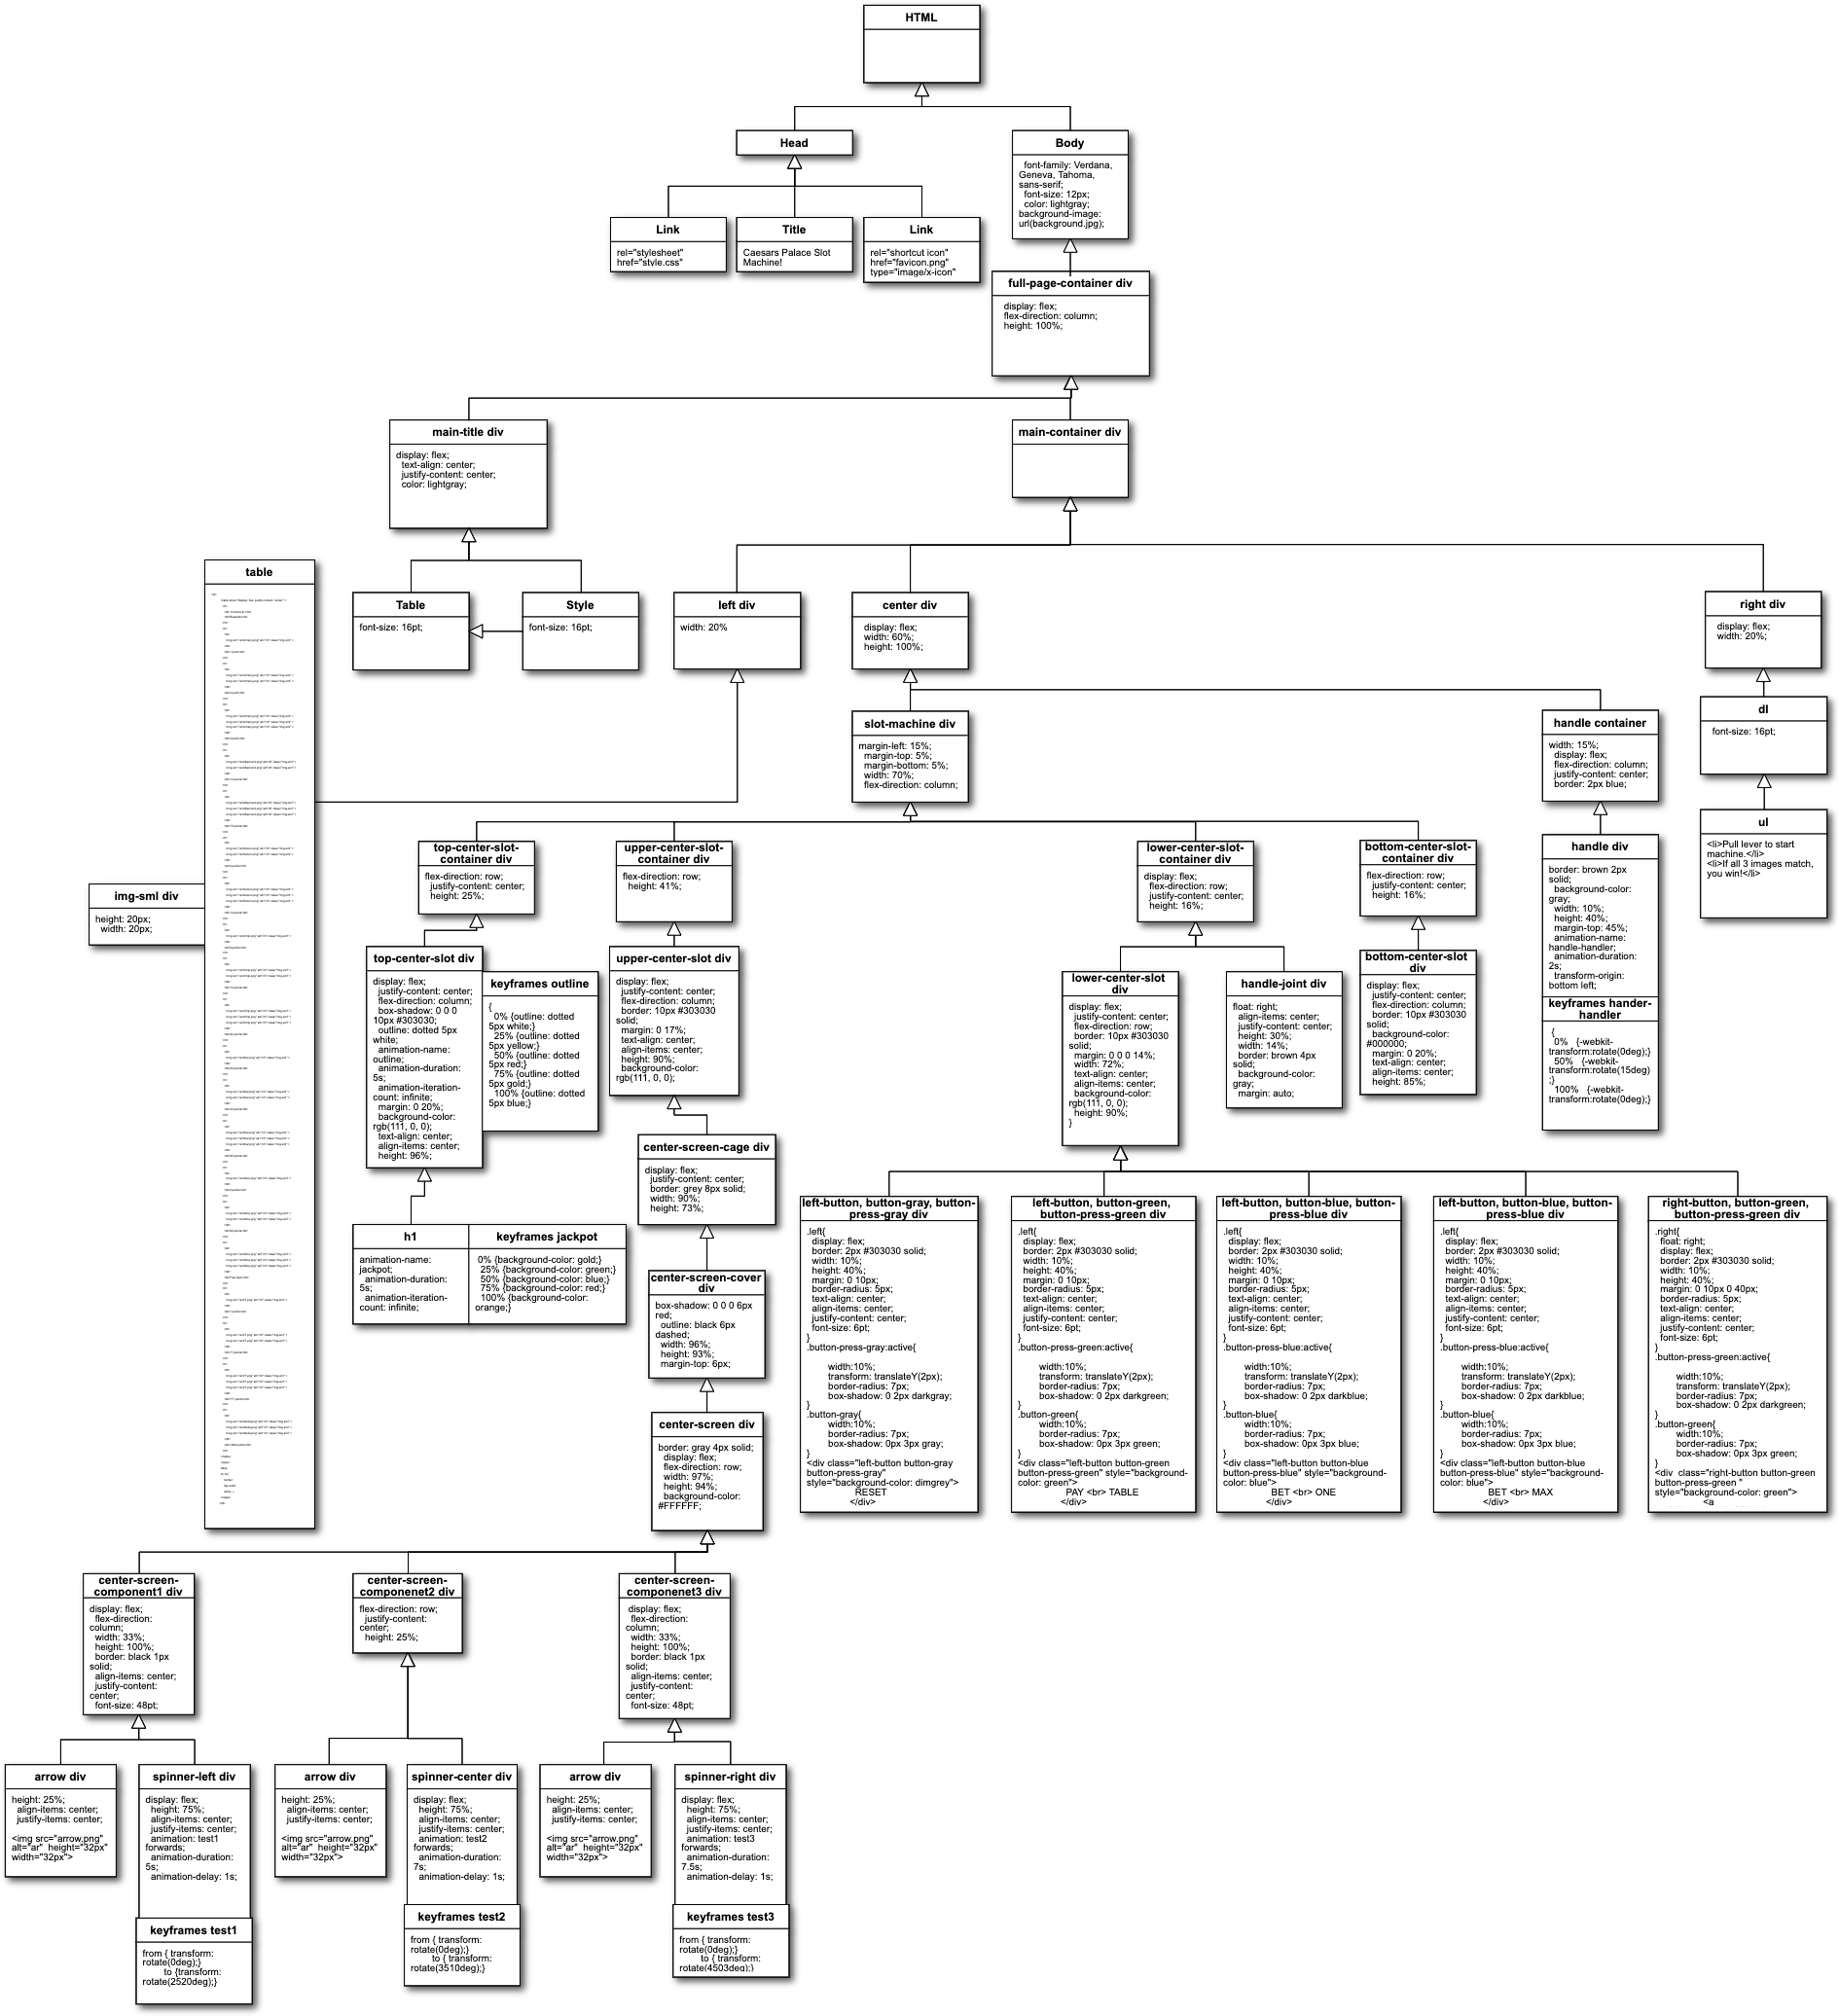 HTML
Head
Body
font-family: Verdana,
Geneva, Tahoma,
sans-serif;
font-size: 12px;
color: lightgray;
background-image:
url(background.jpg);
Link
rel="stylesheet"
href="style.css"
Title
Caesars Palace Slot
Machine!
Link
rel="shortcut icon"
href="favicon.png"
type="image/x-icon"
full-page-container div
display: flex;
flex-direction: column;
height: 100%;
main-title div
display: flex;
text-align: center;
justify-content: center;
color: lightgray;
main-container div
table
Table
font-size: 16pt;
Style
font-size: 16pt;
left div
width: 20%
center div
display: flex;
width: 60%;
height: 100%;
right div
display: flex;
width: 20%;
slot-machine div
margin-left: 15%;
margin-top: 5%;
margin-bottom: 5%;
width: 70%;
flex-direction: column;
handle container
width: 15%;
display: flex;
flex-direction: column;
justify-content: center;
border: 2px blue;
dl
font-size: 16pt;
ul
<li>Pull lever to start
machine.</li>
<li>If all 3 images match,
you win!</li>
img-sml div
height: 20px;
width: 20px;
top-center-slot-
container div
flex-direction: row;
justify-content: center;
height: 25%;
upper-center-slot-
container div
flex-direction: row;
height: 41%;
lower-center-slot-
container div
display: flex;
flex-direction: row;
justify-content: center;
height: 16%;
bottom-center-slot-
container div
flex-direction: row;
justify-content: center;
height: 16%;
handle div
border: brown 2px
solid;
background-color:
gray;
width: 10%;
height: 40%;
margin-top: 45%;
animation-name:
handle-handler;
animation-duration:
2s;
transform-origin:
bottom left;
keyframes hander-
handler
{
0% {-webkit-
transform:rotate(0deg);}
50% {-webkit-
transform:rotate(15deg)
;}
100% {-webkit-
transform:rotate(0deg);}
top-center-slot div
display: flex;
justify-content: center;
flex-direction: column;
box-shadow: 0 0 0
10px #303030;
outline: dotted 5px
white;
animation-name:
outline;
animation-duration:
5s;
animation-iteration-
count: infinite;
margin: 0 20%;
background-color:
rgb(111, 0, 0);
text-align: center;
align-items: center;
height: 96%;
keyframes outline
{
0% {outline: dotted
5px white;}
25% {outline: dotted
5px yellow;}
50% {outline: dotted
5px red;}
75% {outline: dotted
5px gold;}
100% {outline: dotted
5px blue;}
upper-center-slot div
display: flex;
justify-content: center;
flex-direction: column;
border: 10px #303030
solid;
margin: 0 17%;
text-align: center;
align-items: center;
height: 90%;
background-color:
rgb(111, 0, 0);
lower-center-slot
div
display: flex;
justify-content: center;
flex-direction: row;
border: 10px #303030
solid;
margin: 0 0 0 14%;
width: 72%;
text-align: center;
align-items: center;
background-color:
rgb(111, 0, 0);
height: 90%;
}
handle-joint div
float: right;
align-items: center;
justify-content: center;
height: 30%;
width: 14%;
border: brown 4px
solid;
background-color:
gray;
margin: auto;
bottom-center-slot
div
display: flex;
justify-content: center;
flex-direction: column;
border: 10px #303030
solid;
background-color:
#000000;
margin: 0 20%;
text-align: center;
align-items: center;
height: 85%;
h1
animation-name:
jackpot;
animation-duration:
5s;
animation-iteration-
count: infinite;
keyframes jackpot
0% {background-color: gold;}
25% {background-color: green;}
50% {background-color: blue;}
75% {background-color: red;}
100% {background-color:
orange;}
center-screen-cage div
display: flex;
justify-content: center;
border: grey 8px solid;
width: 90%;
height: 73%;
center-screen-cover
div
box-shadow: 0 0 0 6px
red;
outline: black 6px
dashed;
width: 96%;
height: 93%;
margin-top: 6px;
center-screen div
border: gray 4px solid;
display: flex;
flex-direction: row;
width: 97%;
height: 94%;
background-color:
#FFFFFF;
left-button, button-gray, button-
press-gray div
.left{
display: flex;
border: 2px #303030 solid;
width: 10%;
height: 40%;
margin: 0 10px;
border-radius: 5px;
text-align: center;
align-items: center;
justify-content: center;
font-size: 6pt;
}
.button-press-gray:active{
width:10%;
transform: translateY(2px);
border-radius: 7px;
box-shadow: 0 2px darkgray;
}
.button-gray{
width:10%;
border-radius: 7px;
box-shadow: 0px 3px gray;
}
<div class="left-button button-gray
button-press-gray"
style="background-color: dimgrey">
RESET
</div>
left-button, button-green,
button-press-green div
.left{
display: flex;
border: 2px #303030 solid;
width: 10%;
height: 40%;
margin: 0 10px;
border-radius: 5px;
text-align: center;
align-items: center;
justify-content: center;
font-size: 6pt;
}
.button-press-green:active{
width:10%;
transform: translateY(2px);
border-radius: 7px;
box-shadow: 0 2px darkgreen;
}
.button-green{
width:10%;
border-radius: 7px;
box-shadow: 0px 3px green;
}
<div class="left-button button-green
button-press-green" style="background-
color: green">
PAY <br> TABLE
</div>
left-button, button-blue, button-
press-blue div
.left{
display: flex;
border: 2px #303030 solid;
width: 10%;
height: 40%;
margin: 0 10px;
border-radius: 5px;
text-align: center;
align-items: center;
justify-content: center;
font-size: 6pt;
}
.button-press-blue:active{
width:10%;
transform: translateY(2px);
border-radius: 7px;
box-shadow: 0 2px darkblue;
}
.button-blue{
width:10%;
border-radius: 7px;
box-shadow: 0px 3px blue;
}
<div class="left-button button-blue
button-press-blue" style="background-
color: blue">
BET <br> ONE
</div>
left-button, button-blue, button-
press-blue div
.left{
display: flex;
border: 2px #303030 solid;
width: 10%;
height: 40%;
margin: 0 10px;
border-radius: 5px;
text-align: center;
align-items: center;
justify-content: center;
font-size: 6pt;
}
.button-press-blue:active{
width:10%;
transform: translateY(2px);
border-radius: 7px;
box-shadow: 0 2px darkblue;
}
.button-blue{
width:10%;
border-radius: 7px;
box-shadow: 0px 3px blue;
}
<div class="left-button button-blue
button-press-blue" style="background-
color: blue">
BET <br> MAX
</div>
right-button, button-green,
button-press-green div
.right{
float: right;
display: flex;
border: 2px #303030 solid;
width: 10%;
height: 40%;
margin: 0 10px 0 40px;
border-radius: 5px;
text-align: center;
align-items: center;
justify-content: center;
font-size: 6pt;
}
.button-press-green:active{
width:10%;
transform: translateY(2px);
border-radius: 7px;
box-shadow: 0 2px darkgreen;
}
.button-green{
width:10%;
border-radius: 7px;
box-shadow: 0px 3px green;
}
<div class="right-button button-green
button-press-green "
style="background-color: green">
<a
center-screen-
component1 div
display: flex;
flex-direction:
column;
width: 33%;
height: 100%;
border: black 1px
solid;
align-items: center;
justify-content:
center;
font-size: 48pt;
center-screen-
componenet2 div
flex-direction: row;
justify-content:
center;
height: 25%;
center-screen-
componenet3 div
display: flex;
flex-direction:
column;
width: 33%;
height: 100%;
border: black 1px
solid;
align-items: center;
justify-content:
center;
font-size: 48pt;
arrow div
height: 25%;
align-items: center;
justify-items: center;
<img src="arrow.png"
alt="ar" height="32px"
width="32px">
spinner-left div
display: flex;
height: 75%;
align-items: center;
justify-items: center;
animation: test1
forwards;
animation-duration:
5s;
animation-delay: 1s;
keyframes test1
from { transform:
rotate(0deg);}
to {transform:
rotate(2520deg);}
arrow div
height: 25%;
align-items: center;
justify-items: center;
<img src="arrow.png"
alt="ar" height="32px"
width="32px">
spinner-center div
display: flex;
height: 75%;
align-items: center;
justify-items: center;
animation: test2
forwards;
animation-duration:
7s;
animation-delay: 1s;
keyframes test2
from { transform:
rotate(0deg);}
to { transform:
rotate(3510deg);}
arrow div
height: 25%;
align-items: center;
justify-items: center;
<img src="arrow.png"
alt="ar" height="32px"
width="32px">
spinner-right div
display: flex;
height: 75%;
align-items: center;
justify-items: center;
animation: test3
forwards;
animation-duration:
7.5s;
animation-delay: 1s;
keyframes test3
from { transform:
rotate(0deg);}
to { transform:
rotate(4503deg);}